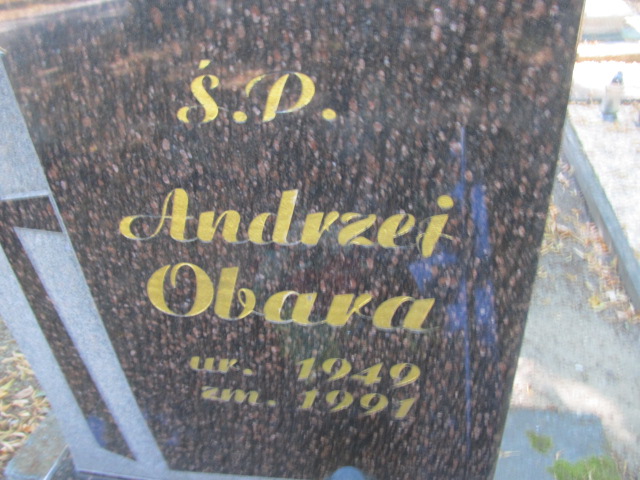 Ś.P.
Andrzej
Obara
ur. 1949
zm. 1991